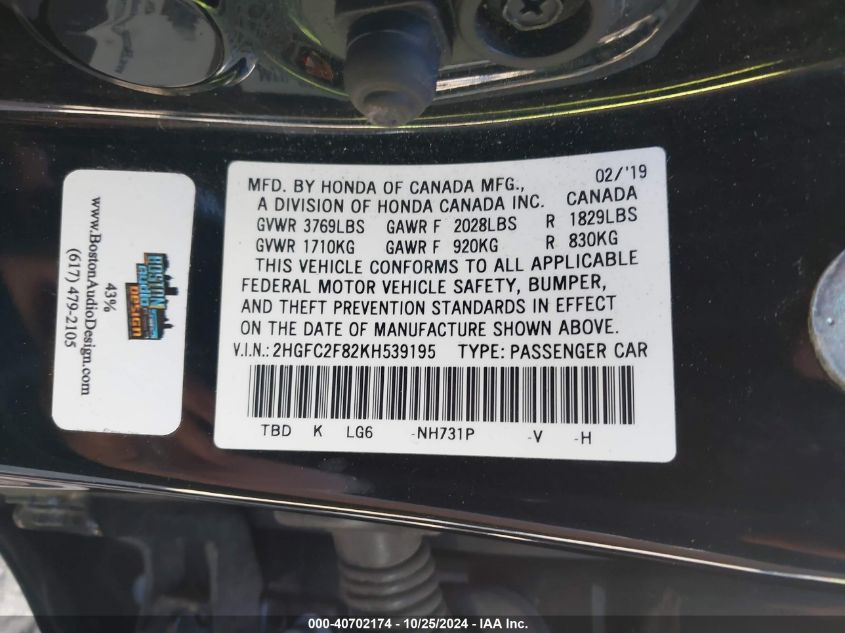 www.BostonAudioDesign.com
43%
(617) 479-2105
BOSTON
AUDIO
DESIGN
MFD. BY HONDA OF CANADA MFG., 02/'19
A DIVISION OF HONDA CANADA INC. CANADA
GVWR 3769LBS GAWR F 2028LBS R 1829LBS
GVWR 1710KG GAWR F 920KG R 830KG
THIS VEHICLE CONFORMS TO ALL APPLICABLE
FEDERAL MOTOR VEHICLE SAFETY, BUMPER,
AND THEFT PREVENTION STANDARDS IN EFFECT
ON THE DATE OF MANUFACTURE SHOWN ABOVE.
V.I.N.: 2HGFC2F82KH539195 TYPE: PASSENGER CAR
TBD K LG6 -NH731P -V -H
000-40702174 / 10/25/2024 - IAA Inc.